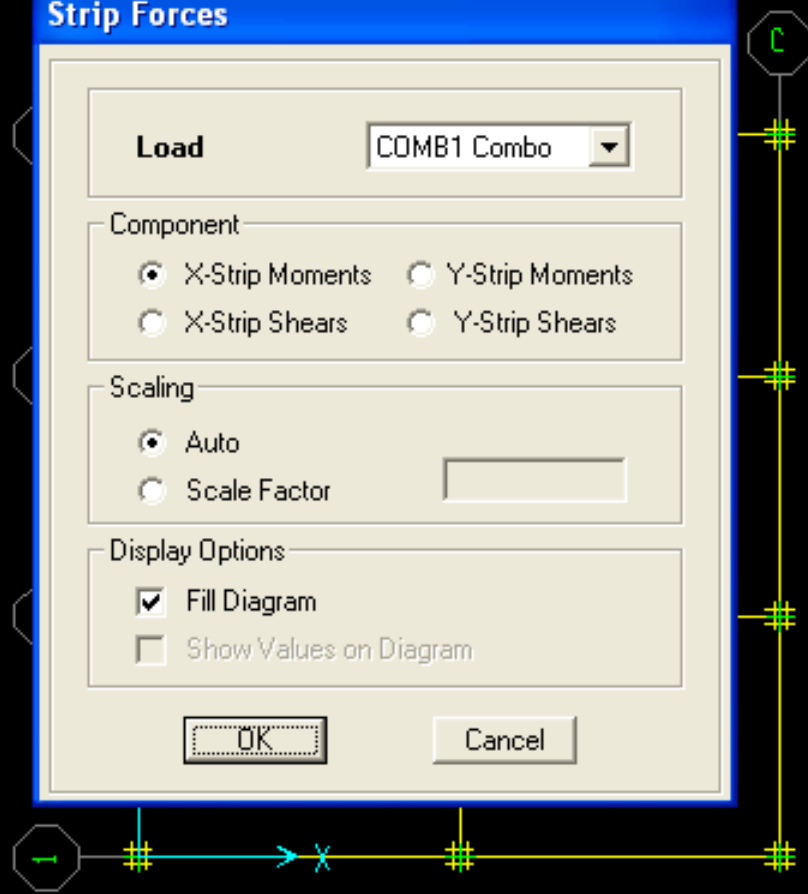 Strip Forces
C
Load COMB1 Combo
Component
X-Strip Moments Y-Strip Moments
X-Strip Shears Y-Strip Shears
Scaling
Auto
Scale Factor
Display Options
Fill Diagram
Show Values on Diagram
OK Cancel
1 X